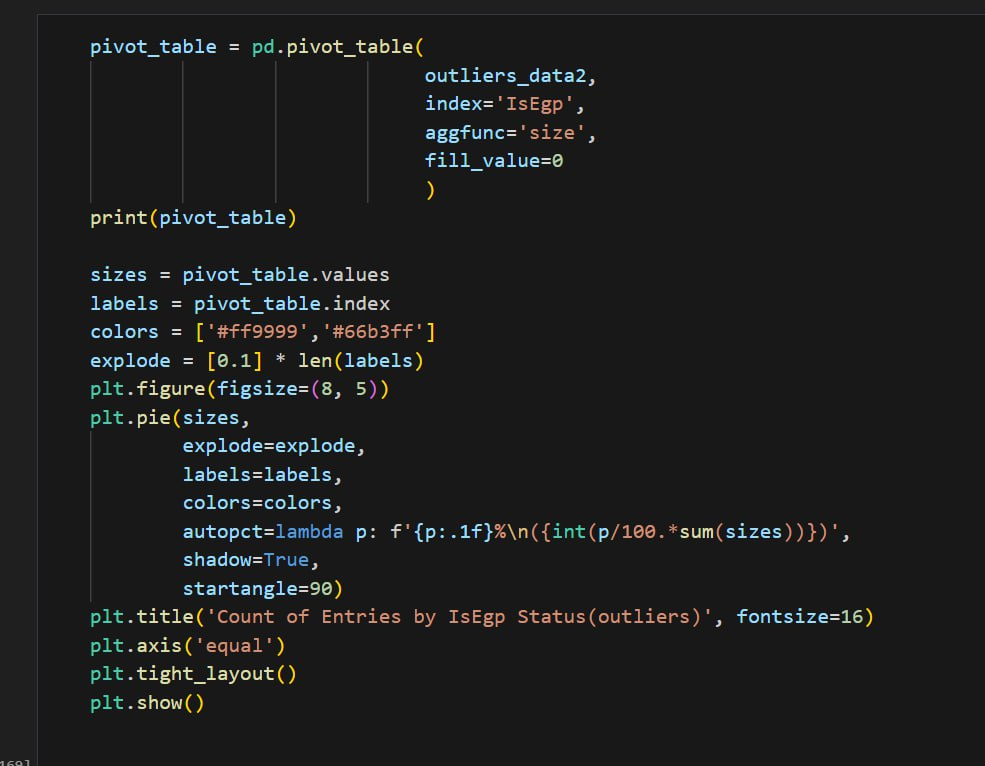 pivot_table = pd.pivot_table(
outliers_data2,
index='IsEgp',
aggfunc='size',
fill_value=0
)
print(pivot_table)
sizes = pivot_table.values
labels = pivot_table.index
colors = ['#ff9999','#66b3ff']
explode = [0.1] * len(labels)
plt.figure(figsize=(8, 5))
plt.pie(sizes,
explode=explode,
labels=labels,
colors=colors,
autopct=lambda p: f'{p:.1f}%\n({int(p/100.*sum(sizes))})',
shadow=True,
startangle=90)
plt.title('Count of Entries by IsEgp Status(outliers)', fontsize=16)
plt.axis('equal')
plt.tight_layout()
plt.show()